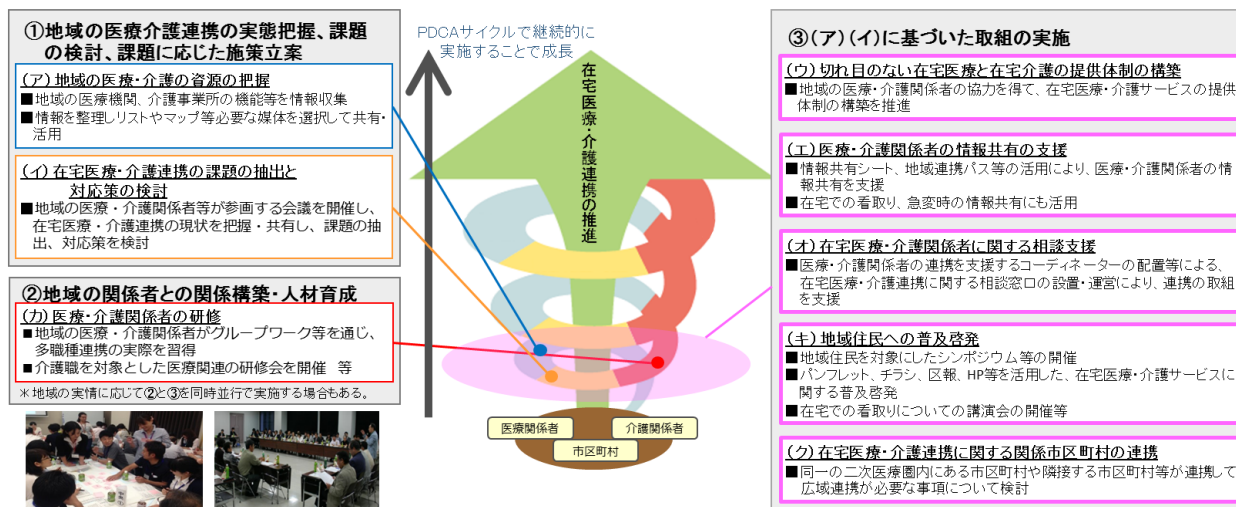 ①地域の医療介護連携の実態把握、課題
の検討、課題に応じた施策立案
(ア)地域の医療・介護の資源の把握
■地域の医療機関、介護事業所の機能等を情報収集
■情報を整理しリストやマップ等必要な媒体を選択して共有・
活用
(イ)在宅医療・介護連携の課題の抽出と
対応策の検討
■地域の医療・介護関係者等が参画する会議を開催し、
在宅医療・介護連携の現状を把握・共有し、課題の抽
出、対応策を検討
②地域の関係者との関係構築・人材育成
(カ)医療・介護関係者の研修
■地域の医療・介護関係者がグループワーク等を通じ、
多職種連携の実際を習得
■介護職を対象とした医療関連の研修会を開催 等
*地域の実情に応じて②と③を同時並行で実施する場合もある。
PDCAサイクルで継続的に
実施することで成長
在宅医療・介護連携の推進
医療関係者
介護関係者
市区町村
③(ア)(イ)に基づいた取組の実施
(ウ)切れ目のない在宅医療と在宅介護の提供体制の構築
■地域の医療・介護関係者の協力を得て、在宅医療・介護サービスの提供
体制の構築を推進
(エ)医療・介護関係者の情報共有の支援
■情報共有シート、地域連携パス等の活用により、医療・介護関係者の情
報共有を支援
■在宅での看取り、急変時の情報共有にも活用
(オ)在宅医療・介護関係者に関する相談支援
■医療・介護関係者の連携を支援するコーディネーターの配置等による、
在宅医療・介護連携に関する相談窓口の設置・運営により、連携の取組
を支援
(キ)地域住民への普及啓発
■地域住民を対象にしたシンポジウム等の開催
■パンフレット、チラシ、区報、HP等を活用した、在宅医療・介護サービスに
関する普及啓発
■在宅での看取りについての講演会の開催等
(ク)在宅医療・介護連携に関する関係市区町村の連携
■同一の二次医療圏内にある市区町村や隣接する市区町村等が連携して
広域連携が必要な事項について検討